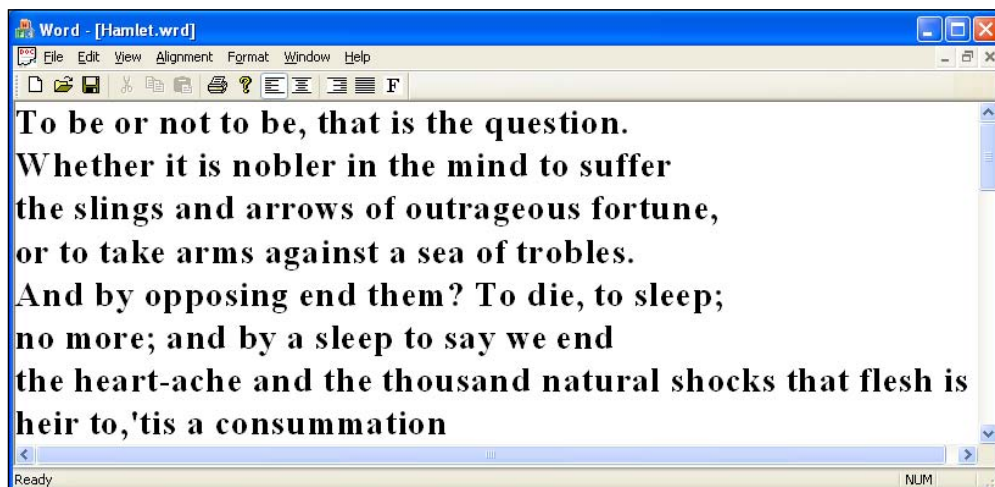 Word - [Hamlet.wrd]
File Edit View Alignment Format Window Help
To be or not to be, that is the question.
Whether it is nobler in the mind to suffer
the slings and arrows of outrageous fortune,
or to take arms against a sea of trobles.
And by opposing end them? To die, to sleep;
no more; and by a sleep to say we end
the heart-ache and the thousand natural shocks that flesh is
heir to,'tis a consummation
Ready NUM